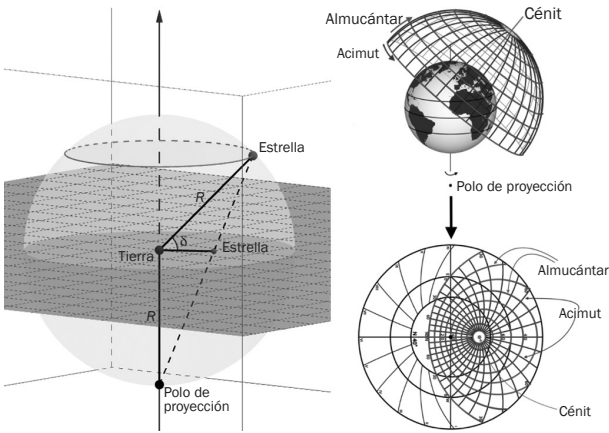 Estrella
R
δ
Tierra
Estrella
R
Polo de
proyección
Almucántar
Cénit
Acimut
Polo de proyección
Almucántar
Acimut
Cénit